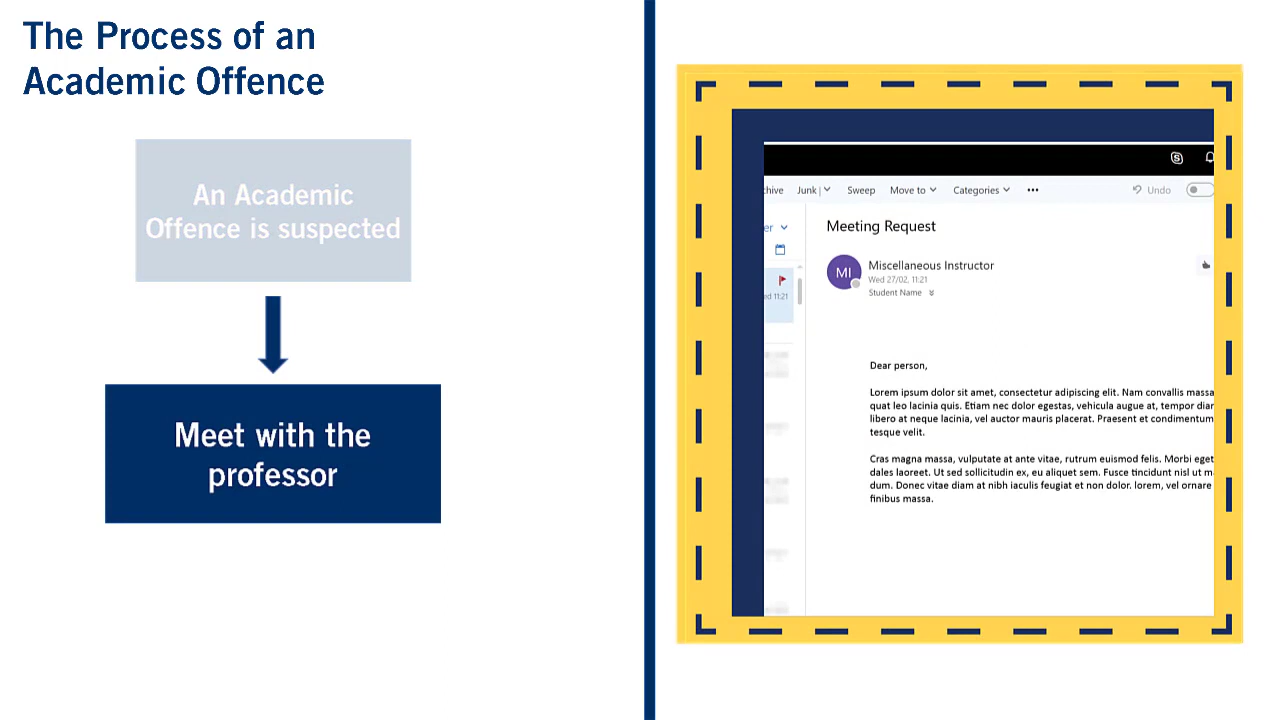 The Process of an
Academic Offence
An Academic
Offence is suspected
Meet with the
professor
chive Junk | Sweep Move to Categories ••• Undo
er
Meeting Request
MI
Miscellaneous Instructor
Wed 27/02, 11:21
Student Name
ed 11:21
Dear person,
Lorem ipsum dolor sit amet, consectetur adipiscing elit. Nam convallis massa
quat leo lacinia quis. Etiam nec dolor egestas, vehicula augue at, tempor diar
libero at neque lacinia, vel auctor mauris placerat. Praesent et condimentum
tesque velit.
Cras magna massa, vulputate at ante vitae, rutrum euismod felis. Morbi eget
dales laoreet. Ut sed sollicitudin ex, eu aliquet sem. Fusce tincidunt nisl ut m
dum. Donec vitae diam at nibh iaculis feugiat et non dolor. lorem, vel ornare
finibus massa.